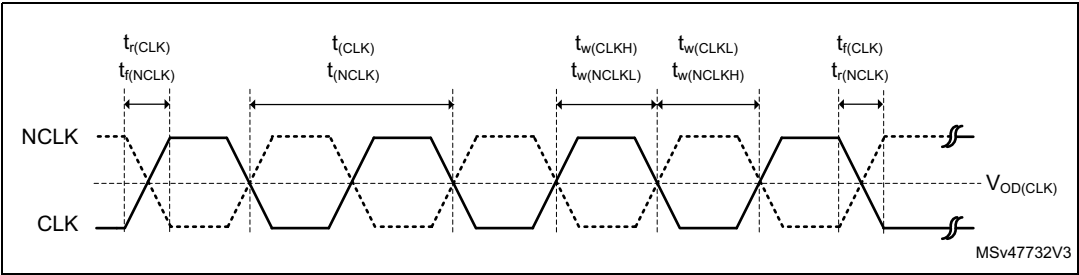 t_r(CLK) t_(CLK) t_w(CLKH) t_w(CLKL) t_f(CLK)
t_f(NCLK) t_(NCLK) t_w(NCLKL) t_w(NCLKH) t_r(NCLK)
NCLK
V_OD(CLK)
CLK
MSv47732V3